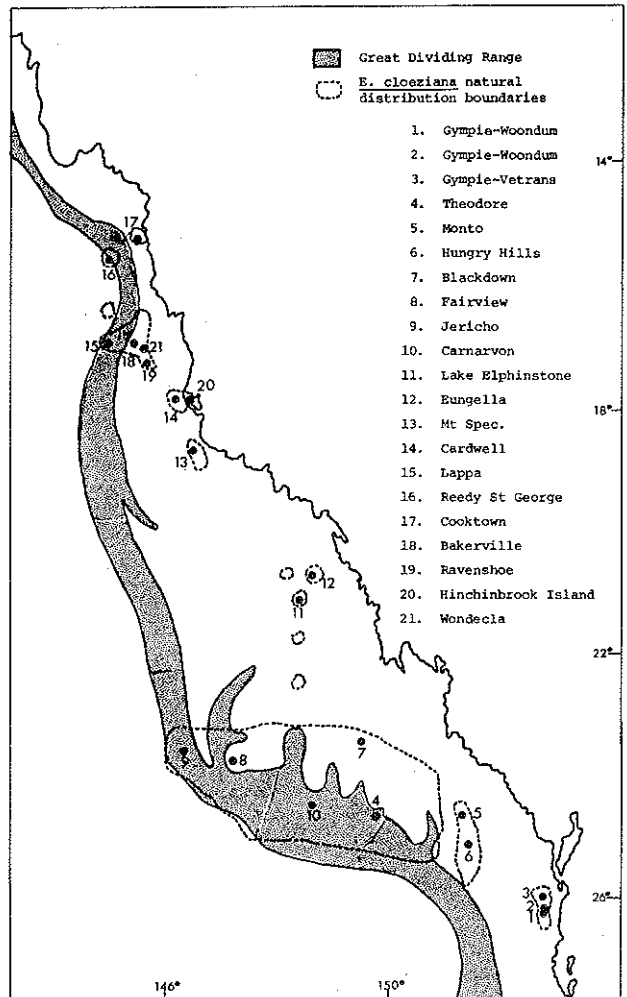 Great Dividing Range
E. cloeziana natural
distribution boundaries
1. Gympie-Woondum
2. Gympie-Woondum
3. Gympie-Vetrans
4. Theodore
5. Monto
6. Hungry Hills
7. Blackdown
8. Fairview
9. Jericho
10. Carnarvon
11. Lake Elphinstone
12. Eungella
13. Mt Spec.
14. Cardwell
15. Lappa
16. Reedy St George
17. Cooktown
18. Bakerville
19. Ravenshoe
20. Hinchinbrook Island
21. Wondecla
14°
17
16
15
18
21
19
20
14
18°
13
12
11
22°
7
9
8
10
4
5
6
3
2
1
26°
146°
150°